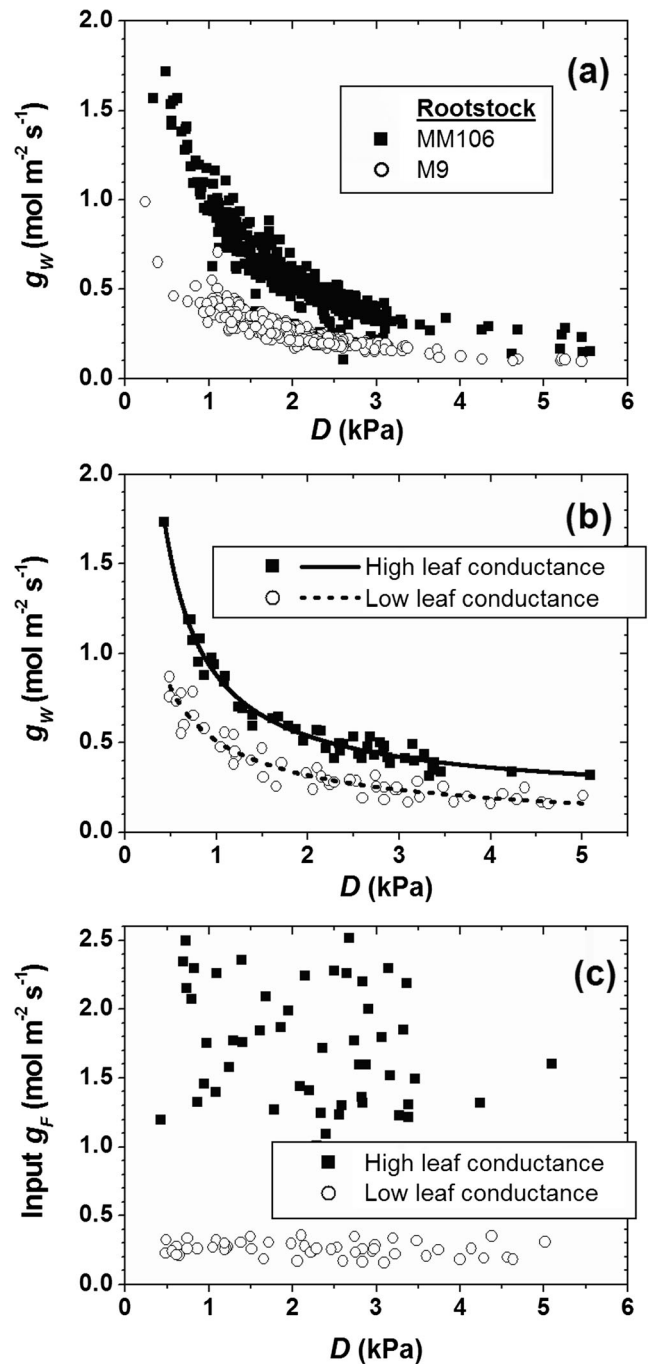 2.0
1.5
1.0
0.5
0.0
g_W (mol m⁻² s⁻¹)
(a)
Rootstock
MM106
M9
0 1 2 3 4 5 6
D (kPa)
2.0
1.5
1.0
0.5
0.0
g_W (mol m⁻² s⁻¹)
(b)
High leaf conductance
Low leaf conductance
0 1 2 3 4 5
D (kPa)
2.5
2.0
1.5
1.0
0.5
0.0
Input g_F (mol m⁻² s⁻¹)
(c)
High leaf conductance
Low leaf conductance
0 1 2 3 4 5 6
D (kPa)